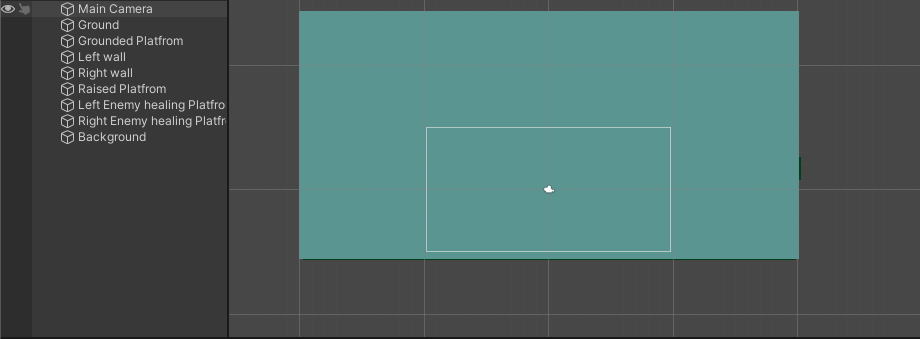 Main Camera
Ground
Grounded Platfrom
Left wall
Right wall
Raised Platfrom
Left Enemy healing Platfro
Right Enemy healing Platfr
Background